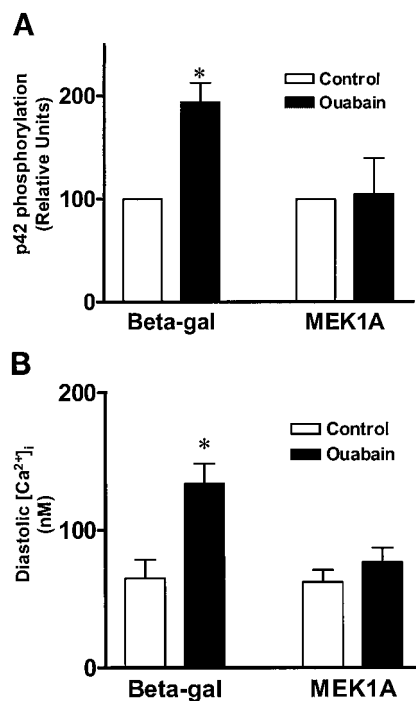 A
p42 phosphorylation
(Relative Units)
200
100
0
*
Control
Ouabain
Beta-gal MEK1A
B
Diastolic [Ca²⁺]i
(nM)
200
100
0
*
Control
Ouabain
Beta-gal MEK1A